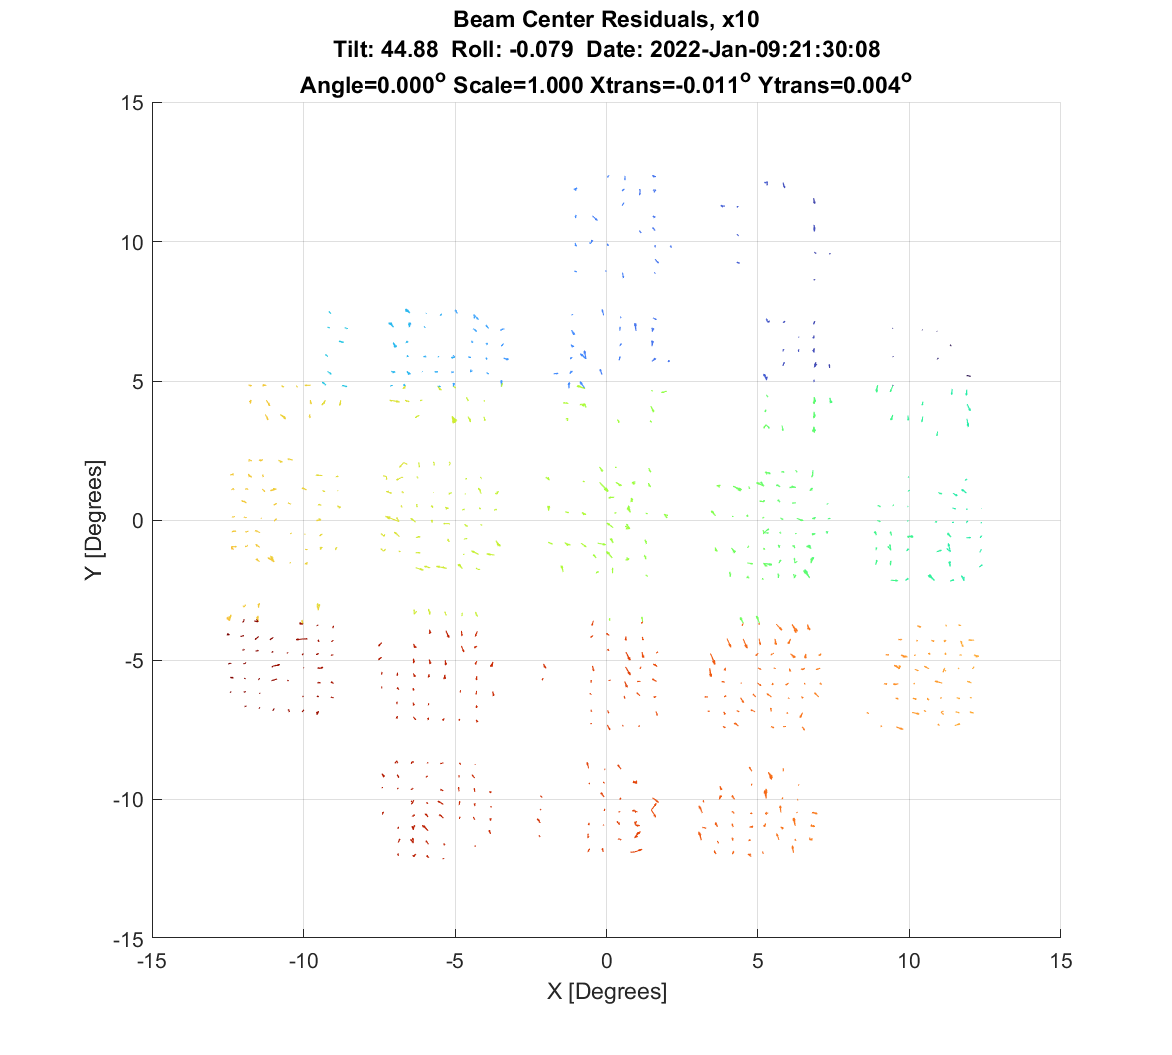 Beam Center Residuals, x10
Tilt: 44.88  Roll: -0.079  Date: 2022-Jan-09:21:30:08
Angle=0.000° Scale=1.000 Xtrans=-0.011° Ytrans=0.004°
15
10
5
0
-5
-10
-15
Y [Degrees]
-15 -10 -5 0 5 10 15
X [Degrees]